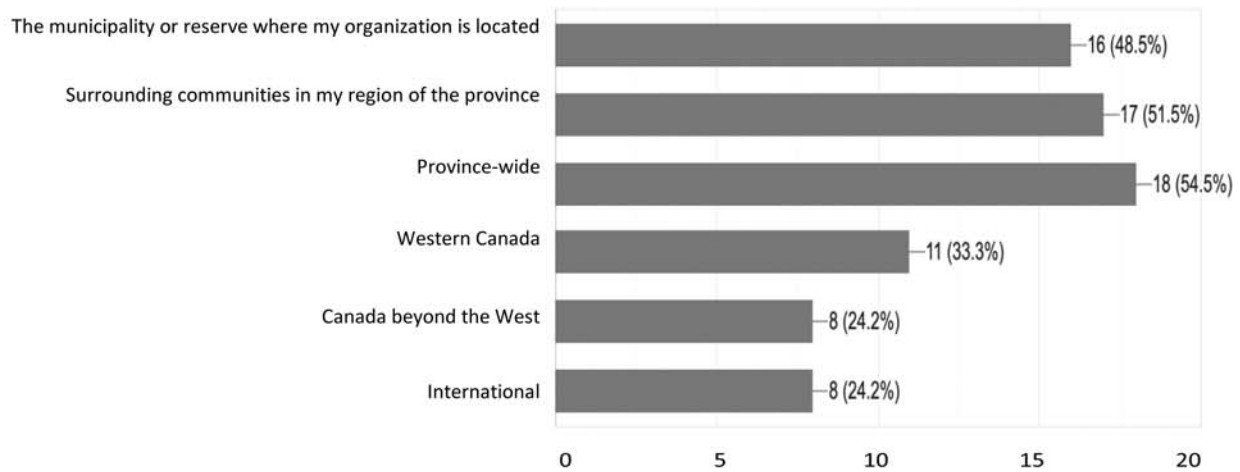 The municipality or reserve where my organization is located
16 (48.5%)
Surrounding communities in my region of the province
17 (51.5%)
Province-wide
18 (54.5%)
Western Canada
11 (33.3%)
Canada beyond the West
8 (24.2%)
International
8 (24.2%)
0 5 10 15 20